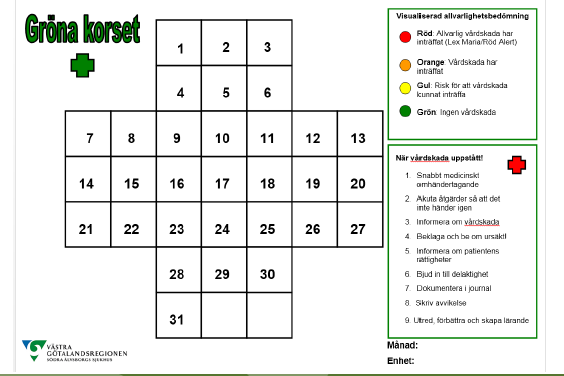 Gröna korset
1 2 3
4 5 6
7 8 9 10 11 12 13
14 15 16 17 18 19 20
21 22 23 24 25 26 27
28 29 30
31
Visualiserad allvarlighetsbedömning
Röd: Allvarlig vårdskada har
inträffat (Lex Maria/Röd Alert)
Orange: Vårdskada har
inträffat
Gul: Risk för att vårdskada
kunnat inträffa
Grön: Ingen vårdskada
När vårdskada uppstått!
1. Snabbt medicinskt
omhändertagande
2. Akuta åtgärder så att det
inte händer igen
3. Informera om vårdskada
4. Beklaga och be om ursäkt!
5. Informera om patientens
rättigheter
6. Bjud in till delaktighet
7. Dokumentera i journal
8. Skriv avvikelse
9. Utred, förbättra och skapa lärande
Månad:
Enhet:
VÄSTRA
GÖTALANDSREGIONEN
SÖDRA ÄLVSBORGS SJUKHUS